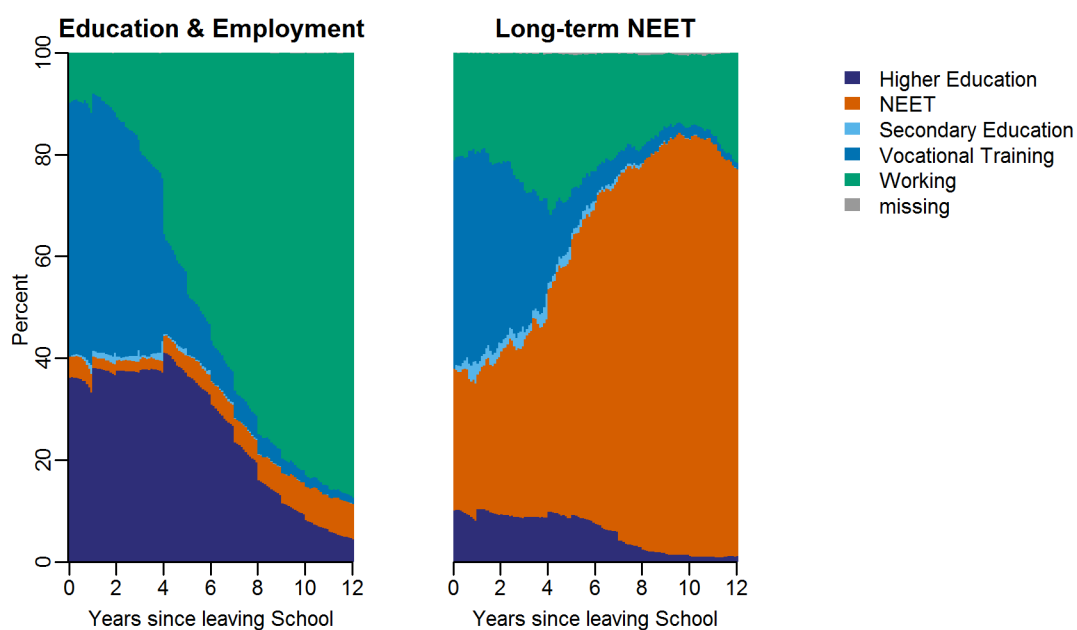 Education & Employment
Long-term NEET
Percent
100
80
60
40
20
0
0 2 4 6 8 10 12
Years since leaving School
0 2 4 6 8 10 12
Years since leaving School
Higher Education
NEET
Secondary Education
Vocational Training
Working
missing